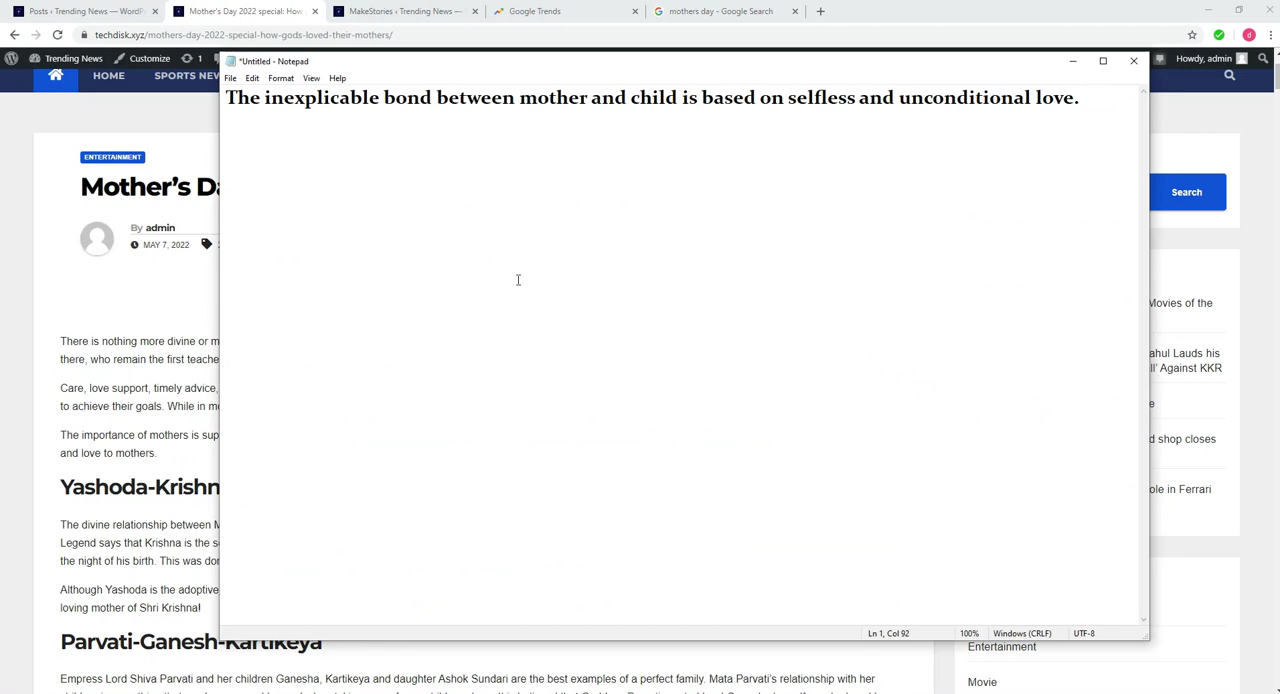 Posts ‹ Trending News — WordP
Mother's Day 2022 special: How
MakeStories ‹ Trending News —
Google Trends
mothers day - Google Search
techdisk.xyz/mothers-day-2022-special-how-gods-loved-their-mothers/
d
Trending News
Customize
1
Howdy, admin
HOME
SPORTS NEW
*Untitled - Notepad
File Edit Format View Help
The inexplicable bond between mother and child is based on selfless and unconditional love.
ENTERTAINMENT
Mother's Da
By admin
MAY 7, 2022
Search
Movies of the
There is nothing more divine or m
there, who remain the first teache
ahul Lauds his
ll' Against KKR
Care, love support, timely advice,
to achieve their goals. While in mo
The importance of mothers is sup
and love to mothers.
d shop closes
Yashoda-Krishn
ole in Ferrari
The divine relationship between M
Legend says that Krishna is the s
the night of his birth. This was don
Although Yashoda is the adoptive
loving mother of Shri Krishna!
Ln 1, Col 92
100%
Windows (CRLF)
UTF-8
Parvati-Ganesh-Kartikeya
Entertainment
Empress Lord Shiva Parvati and her children Ganesha, Kartikeya and daughter Ashok Sundari are the best examples of a perfect family. Mata Parvati's relationship with her
Movie